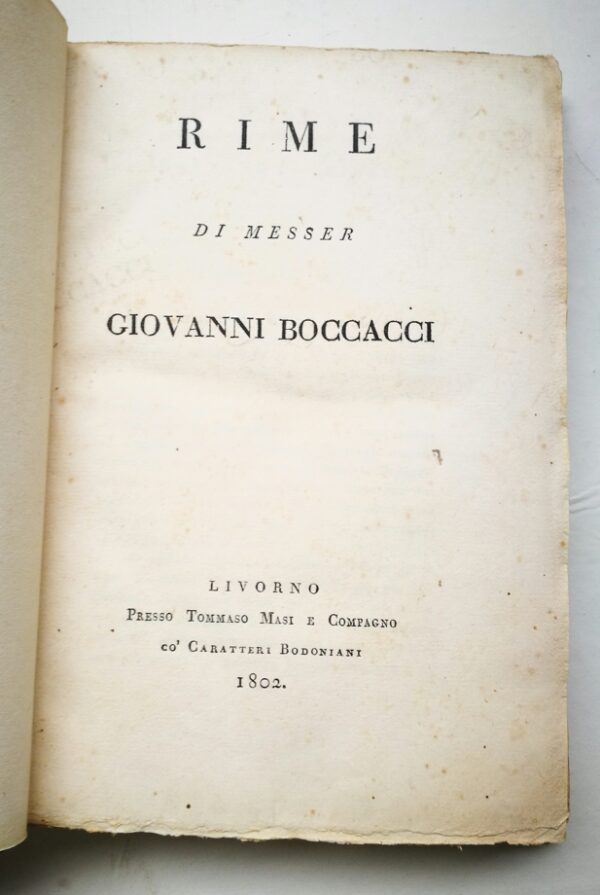 RIME
DI MESSER
GIOVANNI BOCCACCI
LIVORNO
PRESSO TOMMASO MASI E COMPAGNO
CO' CARATTERI BODONIANI
1802.